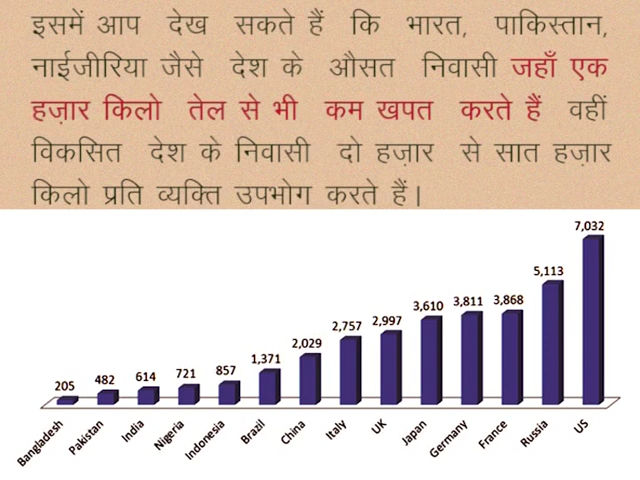 इसमें आप देख सकते हैं कि भारत, पाकिस्तान,
नाईजीरिया जैसे देश के औसत निवासी जहाँ एक
हज़ार किलो तेल से भी कम खपत करते हैं वहीं
विकसित देश के निवासी दो हज़ार से सात हज़ार
किलो प्रति व्यक्ति उपभोग करते हैं।
205 482 614 721 857 1,371 2,029 2,757 2,997 3,610 3,811 3,868 5,113 7,032
Bangladesh Pakistan India Nigeria Indonesia Brazil China Italy UK Japan Germany France Russia US